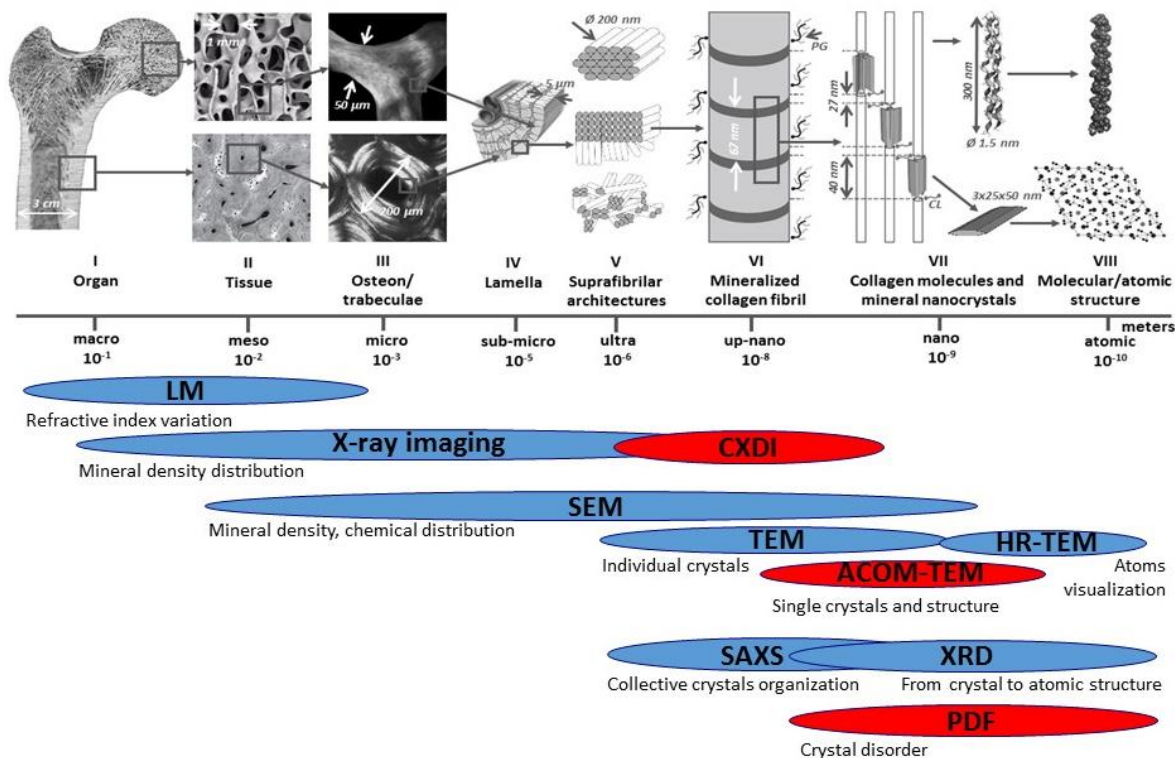 1 mm
50 µm
3 cm
200 µm
5 µm
Ø 200 nm
67 nm
PG
27 nm
40 nm
CL
300 nm
Ø 1.5 nm
3x25x50 nm
I
Organ
II
Tissue
III
Osteon/
trabeculae
IV
Lamella
V
Suprafibrilar
architectures
VI
Mineralized
collagen fibril
VII
Collagen molecules and
mineral nanocrystals
VIII
Molecular/atomic
structure
meters
macro
10⁻¹
meso
10⁻²
micro
10⁻³
sub-micro
10⁻⁵
ultra
10⁻⁶
up-nano
10⁻⁸
nano
10⁻⁹
atomic
10⁻¹⁰
LM
Refractive index variation
X-ray imaging
CXDI
Mineral density distribution
SEM
Mineral density, chemical distribution
TEM
HR-TEM
Individual crystals
Atoms
visualization
ACOM-TEM
Single crystals and structure
SAXS
XRD
Collective crystals organization
From crystal to atomic structure
PDF
Crystal disorder